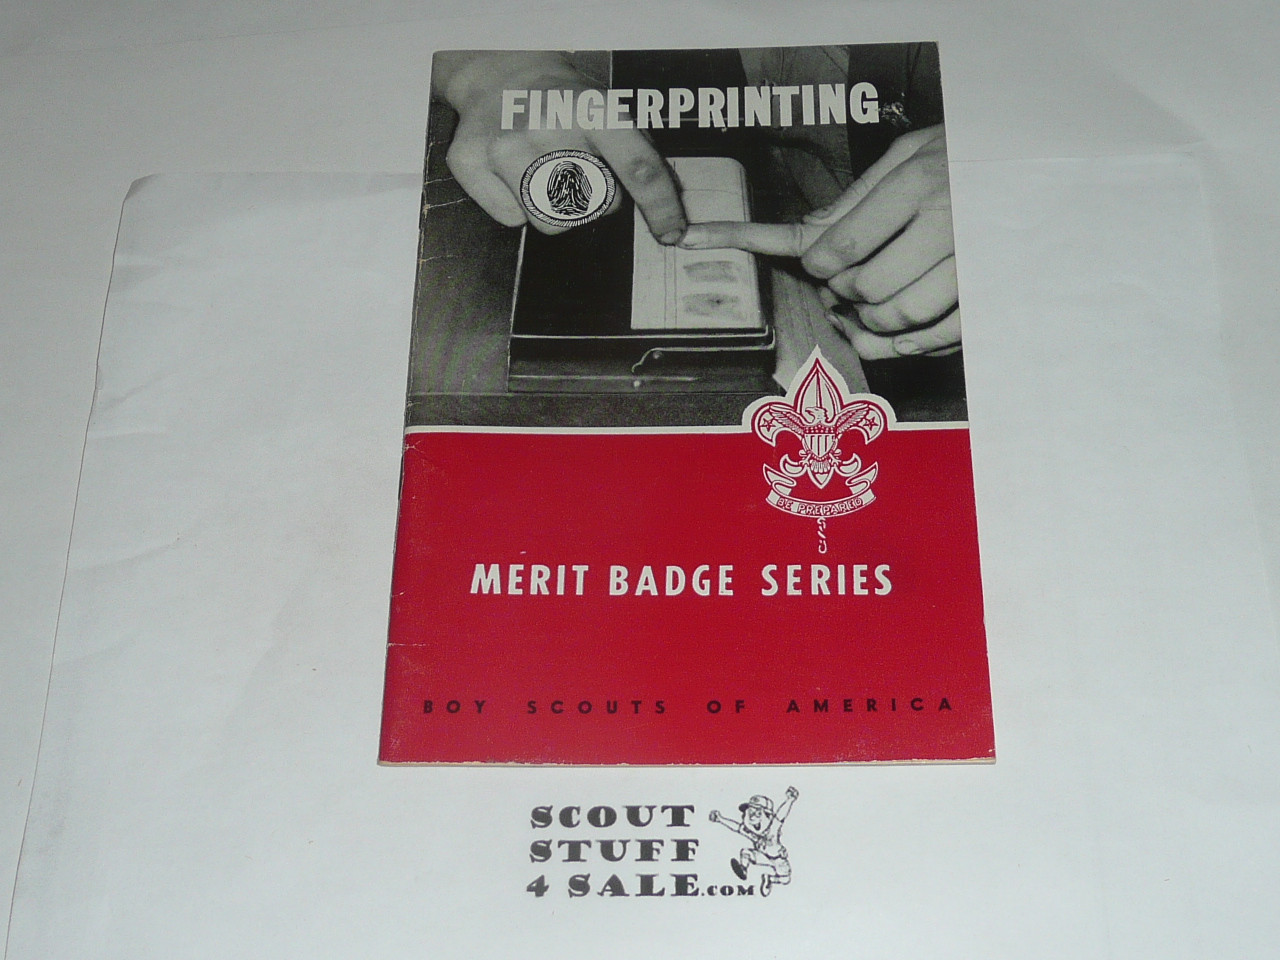 FINGERPRINTING
BE PREPARED
MERIT BADGE SERIES
BOY SCOUTS OF AMERICA
SCOUT
STUFF
4 SALE.COM